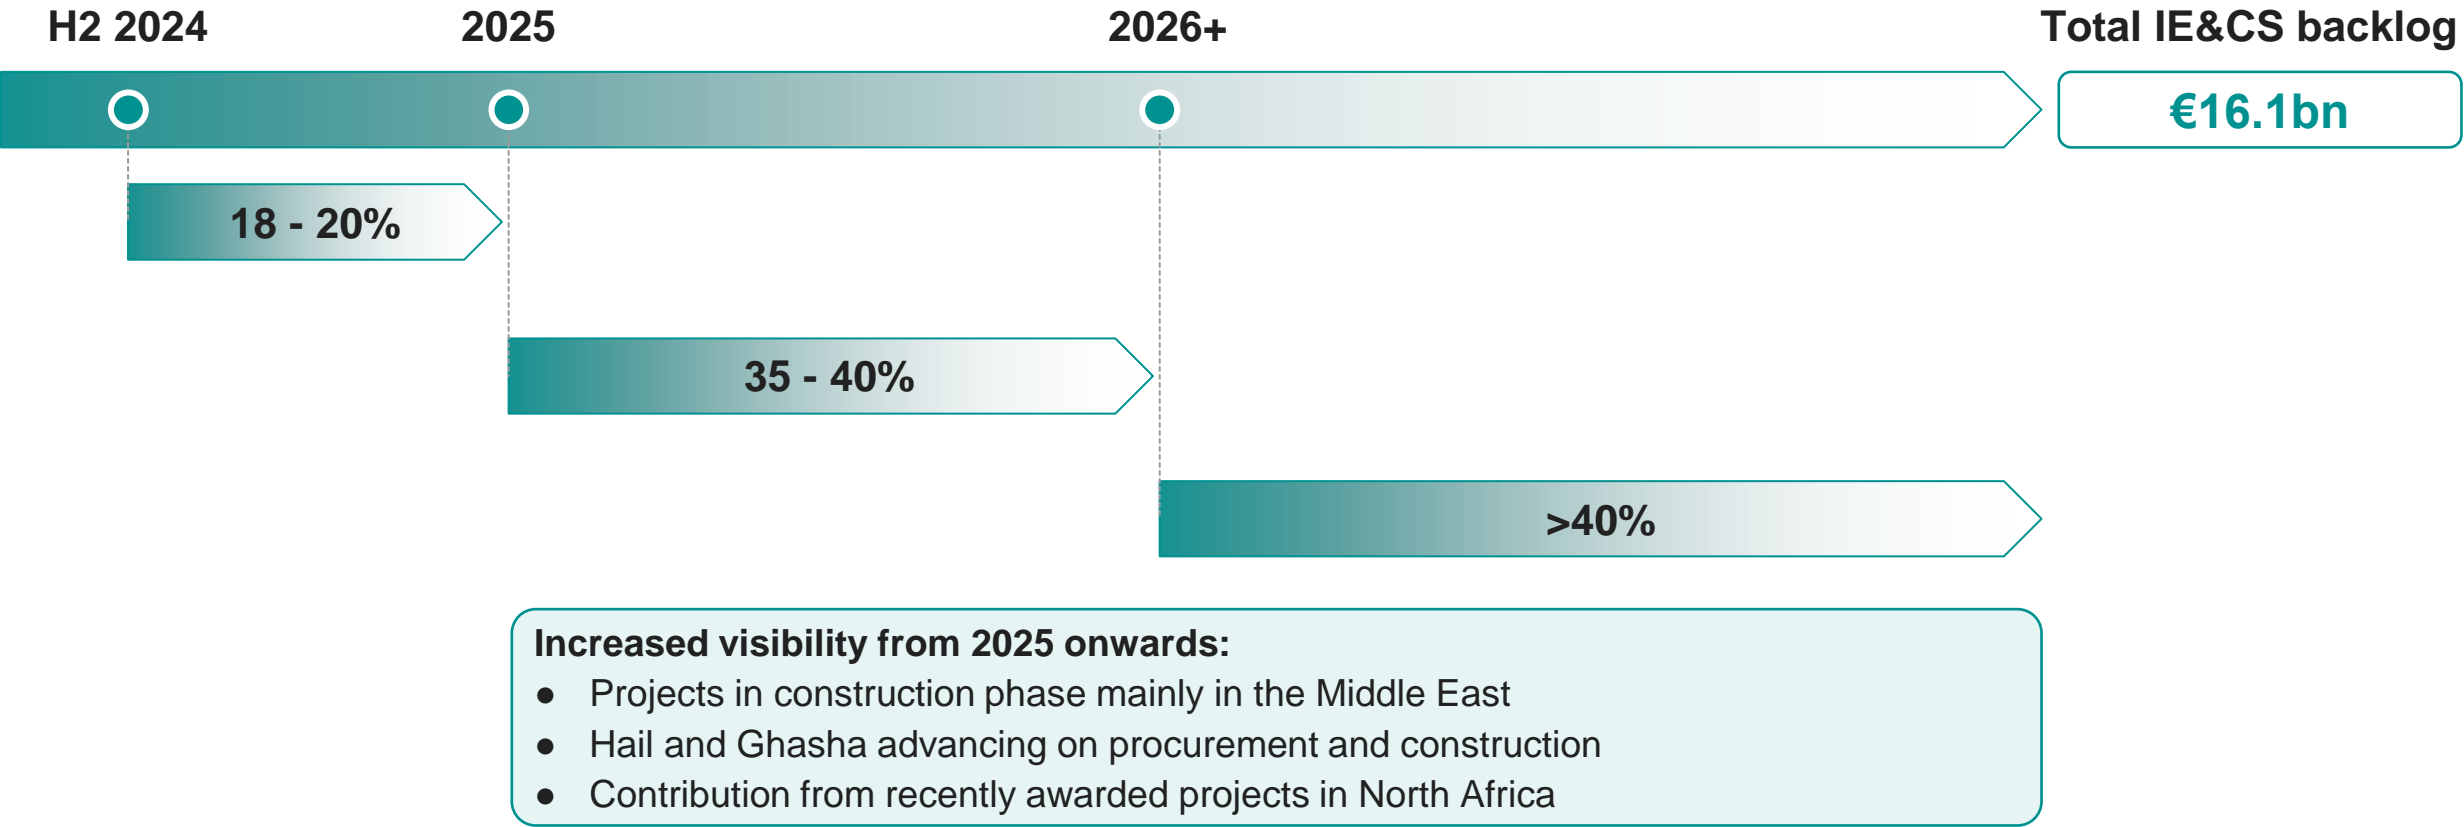 H2 2024
2025
2026+
Total IE&CS backlog
€16.1bn
18 - 20%
35 - 40%
>40%
Increased visibility from 2025 onwards:
● Projects in construction phase mainly in the Middle East
● Hail and Ghasha advancing on procurement and construction
● Contribution from recently awarded projects in North Africa